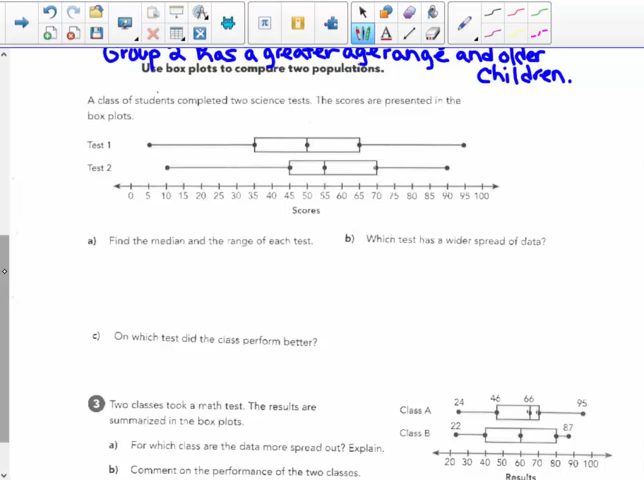 Group 2 has a greater age range and older
children.
Use box plots to compare two populations.
A class of students completed two science tests. The scores are presented in the
box plots.
Test 1
Test 2
0 5 10 15 20 25 30 35 40 45 50 55 60 65 70 75 80 85 90 95 100
Scores
a) Find the median and the range of each test.
b) Which test has a wider spread of data?
c) On which test did the class perform better?
3 Two classes took a math test. The results are
summarized in the box plots.
a) For which class are the data more spread out? Explain.
b) Comment on the performance of the two classes.
24 46 66 95
Class A
22 87
Class B
20 30 40 50 60 70 80 90 100
Results